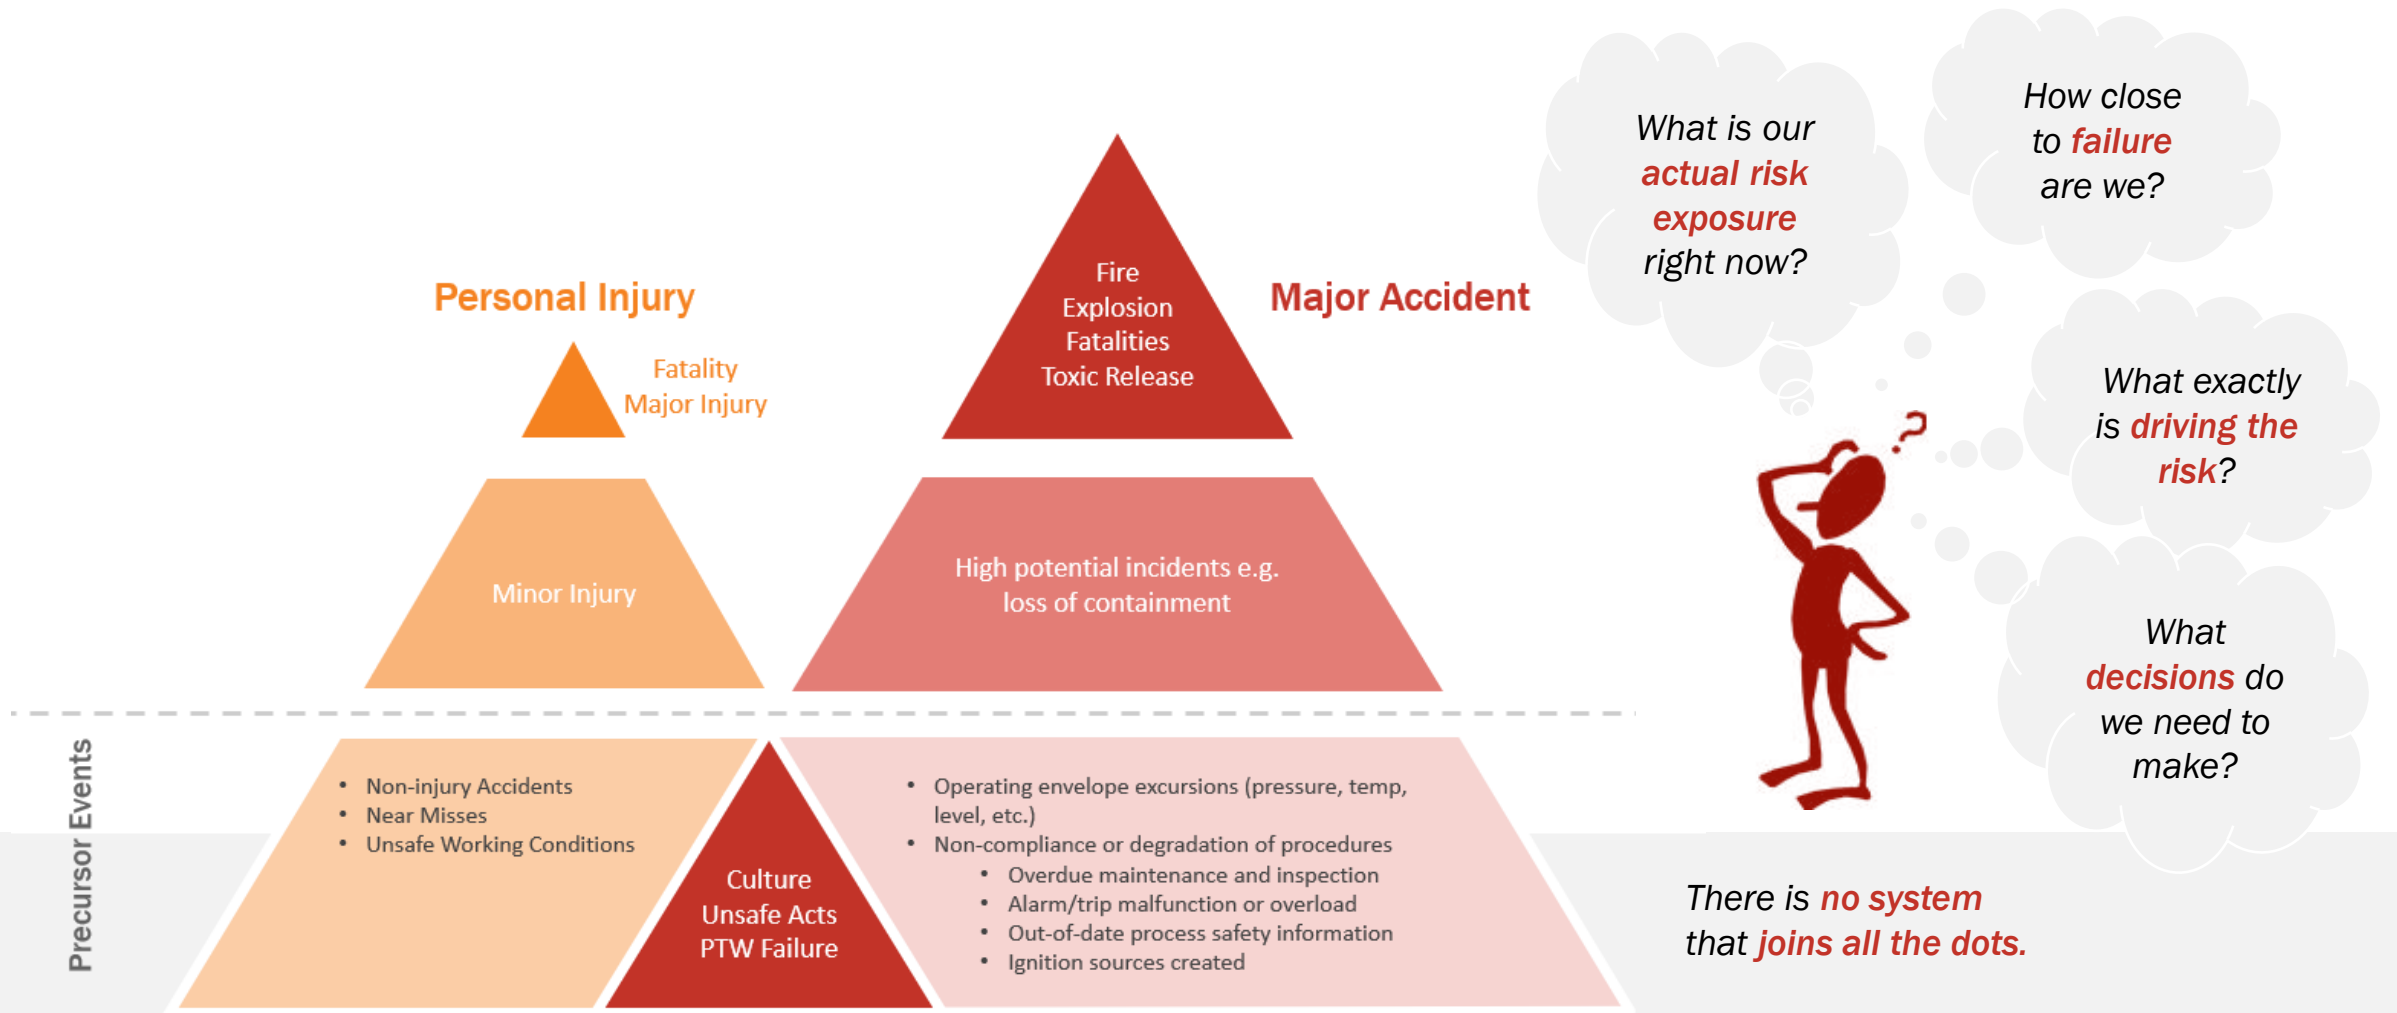 Personal Injury
Fatality
Major Injury
Minor Injury
Fire
Explosion
Fatalities
Toxic Release
Major Accident
High potential incidents e.g.
loss of containment
Precursor Events
• Non-injury Accidents
• Near Misses
• Unsafe Working Conditions
Culture
Unsafe Acts
PTW Failure
• Operating envelope excursions (pressure, temp,
level, etc.)
• Non-compliance or degradation of procedures
• Overdue maintenance and inspection
• Alarm/trip malfunction or overload
• Out-of-date process safety information
• Ignition sources created
What is our
actual risk
exposure
right now?
How close
to failure
are we?
?
What exactly
is driving the
risk?
What
decisions do
we need to
make?
There is no system
that joins all the dots.